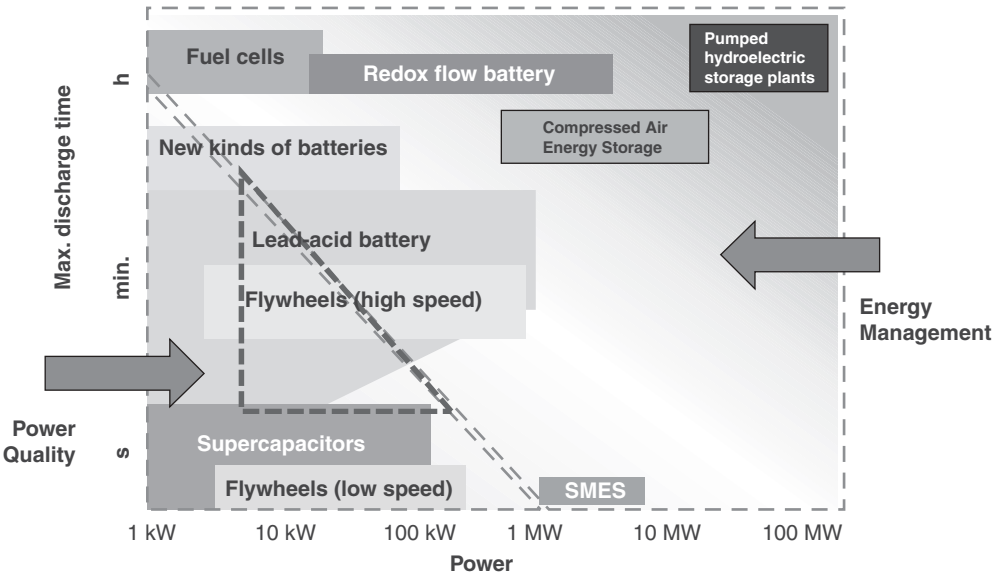 Max. discharge time
h
min.
s
Fuel cells
Redox flow battery
Pumped
hydroelectric
storage plants
Compressed Air
Energy Storage
New kinds of batteries
Lead-acid battery
Flywheels (high speed)
Energy
Management
Power
Quality
Supercapacitors
Flywheels (low speed)
SMES
1 kW
10 kW
100 kW
1 MW
10 MW
100 MW
Power